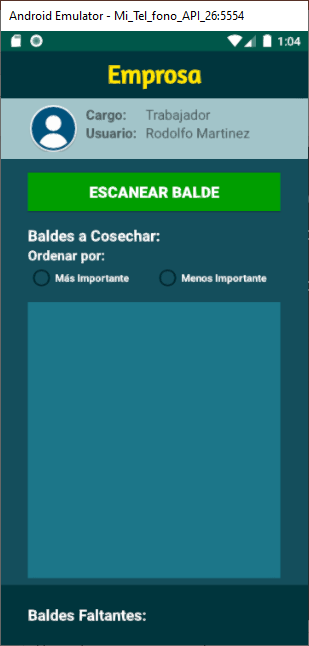 Android Emulator - Mi_Tel_fono_API_26:5554
1:04
Emprosa
Cargo: Trabajador
Usuario: Rodolfo Martinez
ESCANEAR BALDE
Baldes a Cosechar:
Ordenar por:
Más Importante Menos Importante
Baldes Faltantes: